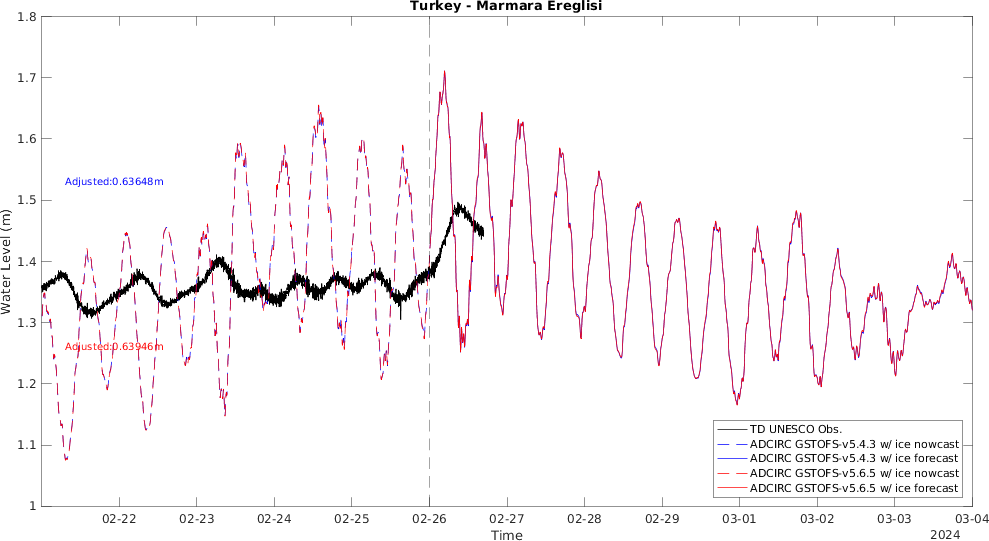 Turkey - Marmara Ereglisi
1.8
1.7
1.6
1.5
1.4
1.3
1.2
1.1
1
Water Level (m)
Adjusted:0.63648m
Adjusted:0.63946m
TD UNESCO Obs.
ADCIRC GSTOFS-v5.4.3 w/ ice nowcast
ADCIRC GSTOFS-v5.4.3 w/ ice forecast
ADCIRC GSTOFS-v5.6.5 w/ ice nowcast
ADCIRC GSTOFS-v5.6.5 w/ ice forecast
02-22 02-23 02-24 02-25 02-26 02-27 02-28 02-29 03-01 03-02 03-03 03-04
Time
2024